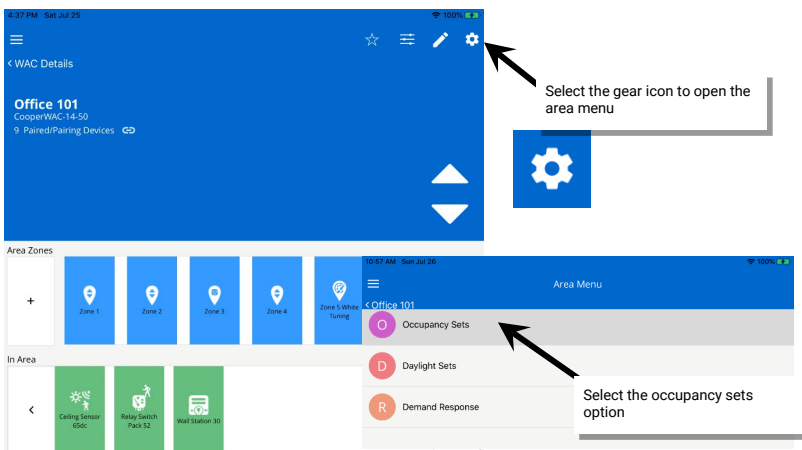 4:37 PM Sat Jul 25
100%
< WAC Details
Office 101
CooperWAC-14-50
9 Paired/Pairing Devices
Select the gear icon to open the
area menu
Area Zones
+
Zone 1
Zone 2
Zone 3
Zone 4
Zone 5 White
Tuning
In Area
<
Ceiling Sensor
65dc
Relay Switch
Pack 52
Wall Station 30
10:57 AM Sun Jul 26
100%
Area Menu
< Office 101
O Occupancy Sets
D Daylight Sets
R Demand Response
Select the occupancy sets
option